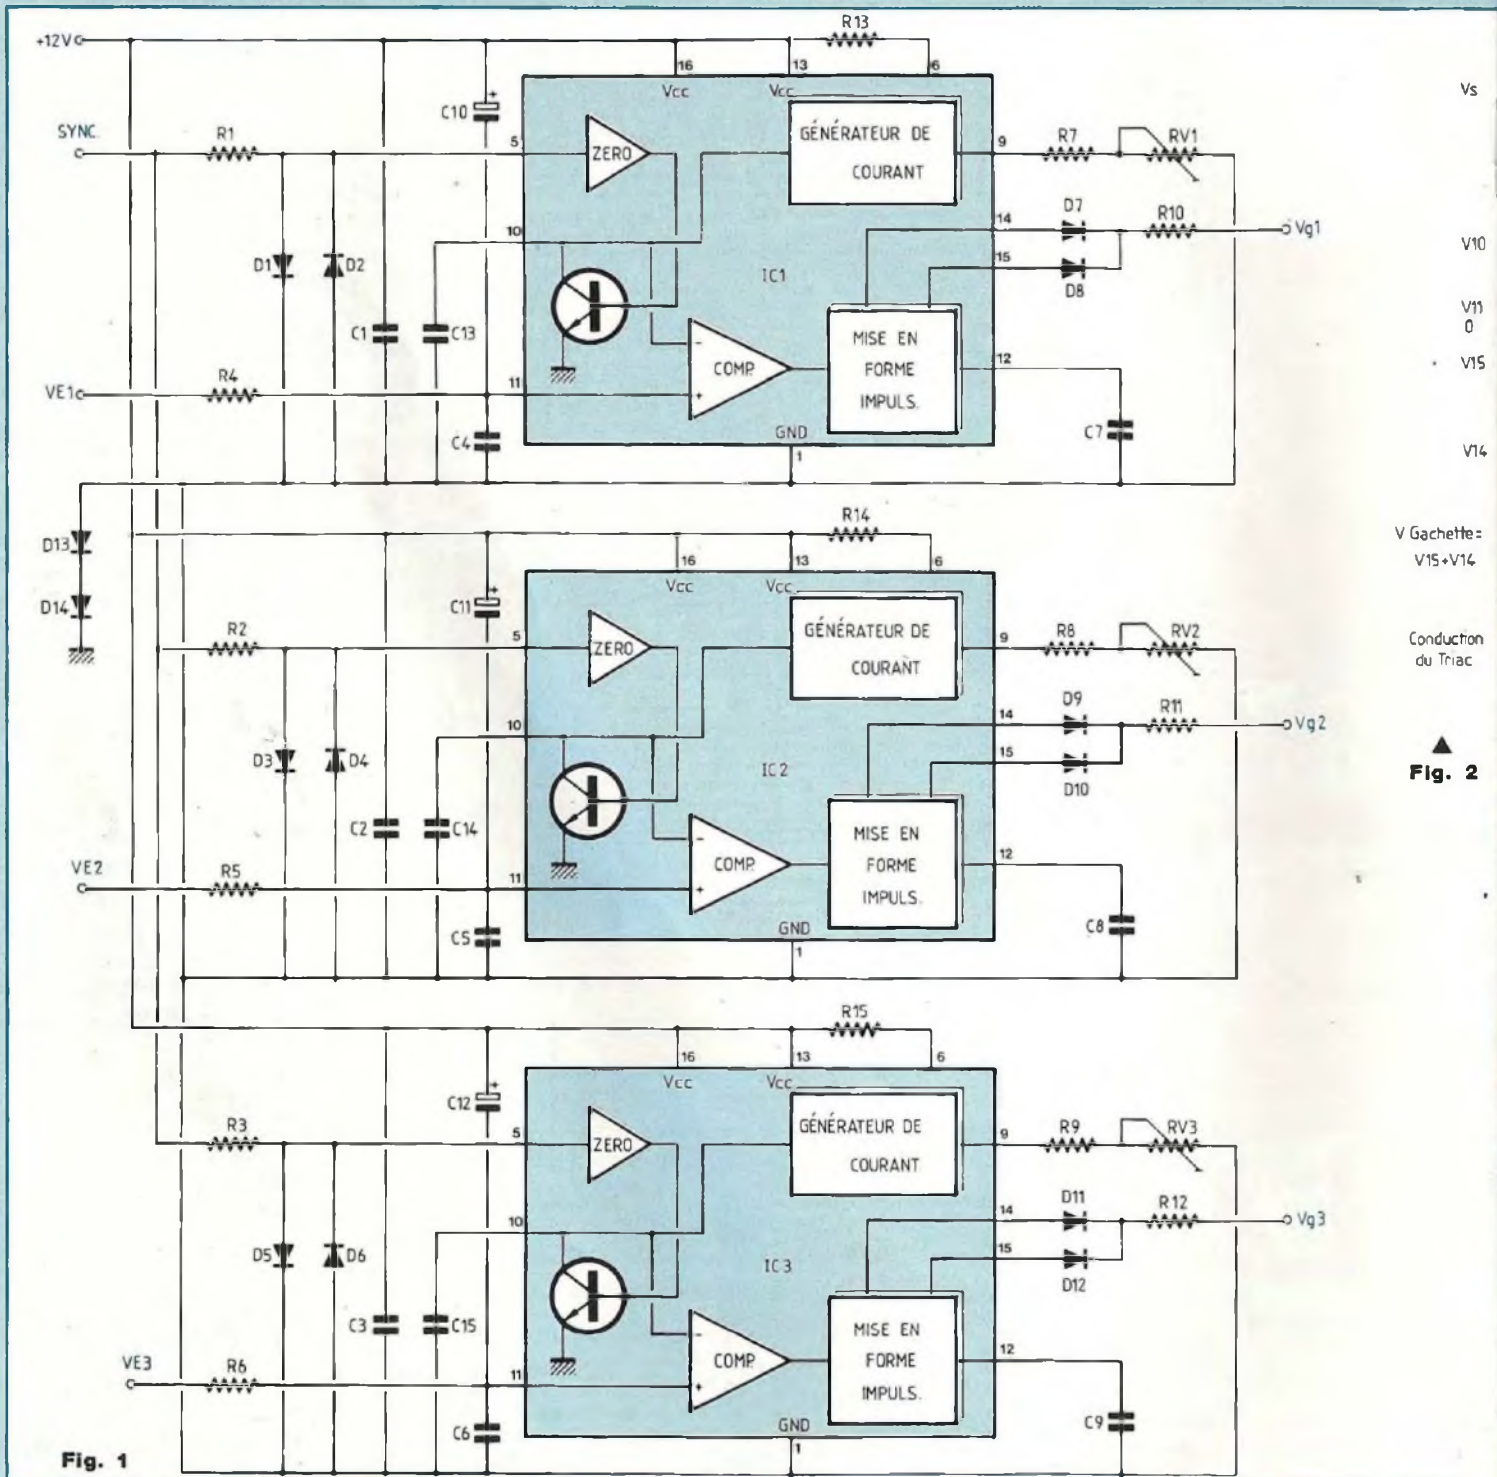 R13
+12V
16
13
6
Vcc
Vcc
C10
+
SYNC.
R1
5
ZERO
GÉNÉRATEUR DE
COURANT
9
R7
RV1
14
D7
R10
Vg1
10
15
D8
D1
D2
IC1
C1
C13
MISE EN
FORME
IMPULS.
-
COMP.
+
12
VE1
R4
11
C4
GND
1
C7
D13
D14
R14
16
13
6
Vcc
Vcc
C11
+
R2
5
ZERO
GÉNÉRATEUR DE
COURANT
9
R8
RV2
14
D9
R11
Vg2
10
15
D10
D3
D4
IC2
C2
C14
MISE EN
FORME
IMPULS.
-
COMP.
+
12
VE2
R5
11
C5
GND
1
C8
R15
16
13
6
Vcc
Vcc
C12
+
R3
5
ZERO
GÉNÉRATEUR DE
COURANT
9
R9
RV3
14
D11
R12
Vg3
10
15
D12
D5
D6
IC3
C3
C15
MISE EN
FORME
IMPULS.
-
COMP.
+
12
VE3
R6
11
C6
GND
1
C9
Fig. 1
Vs
V10
V11
0
V15
V14
V Gachette=
V15+V14
Conduction
du Triac
Fig. 2